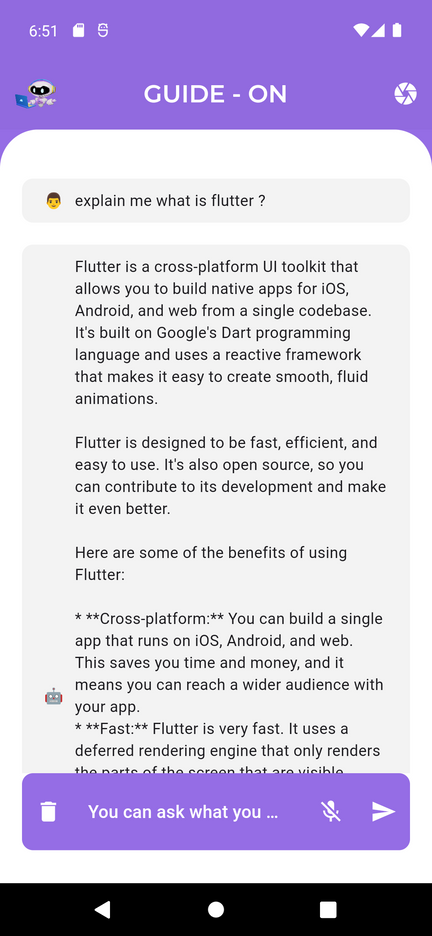 6:51
GUIDE - ON
explain me what is flutter ?
Flutter is a cross-platform UI toolkit that
allows you to build native apps for iOS,
Android, and web from a single codebase.
It's built on Google's Dart programming
language and uses a reactive framework
that makes it easy to create smooth, fluid
animations.
Flutter is designed to be fast, efficient, and
easy to use. It's also open source, so you
can contribute to its development and make
it even better.
Here are some of the benefits of using
Flutter:
* **Cross-platform:** You can build a single
app that runs on iOS, Android, and web.
This saves you time and money, and it
means you can reach a wider audience with
your app.
* **Fast:** Flutter is very fast. It uses a
deferred rendering engine that only renders
the parts of the screen that are visible
You can ask what you ...